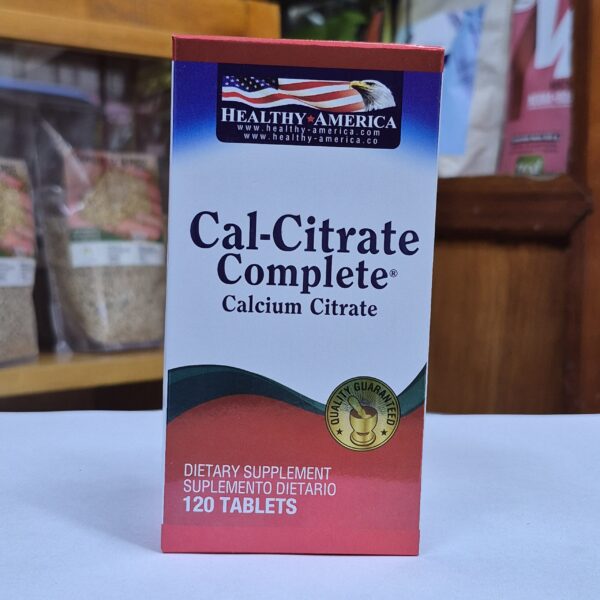 HEALTHY★AMERICA
www.healthy-america.com
www.healthy-america.co
Cal-Citrate
Complete®
Calcium Citrate
QUALITY GUARANTEED
DIETARY SUPPLEMENT
SUPLEMENTO DIETARIO
120 TABLETS